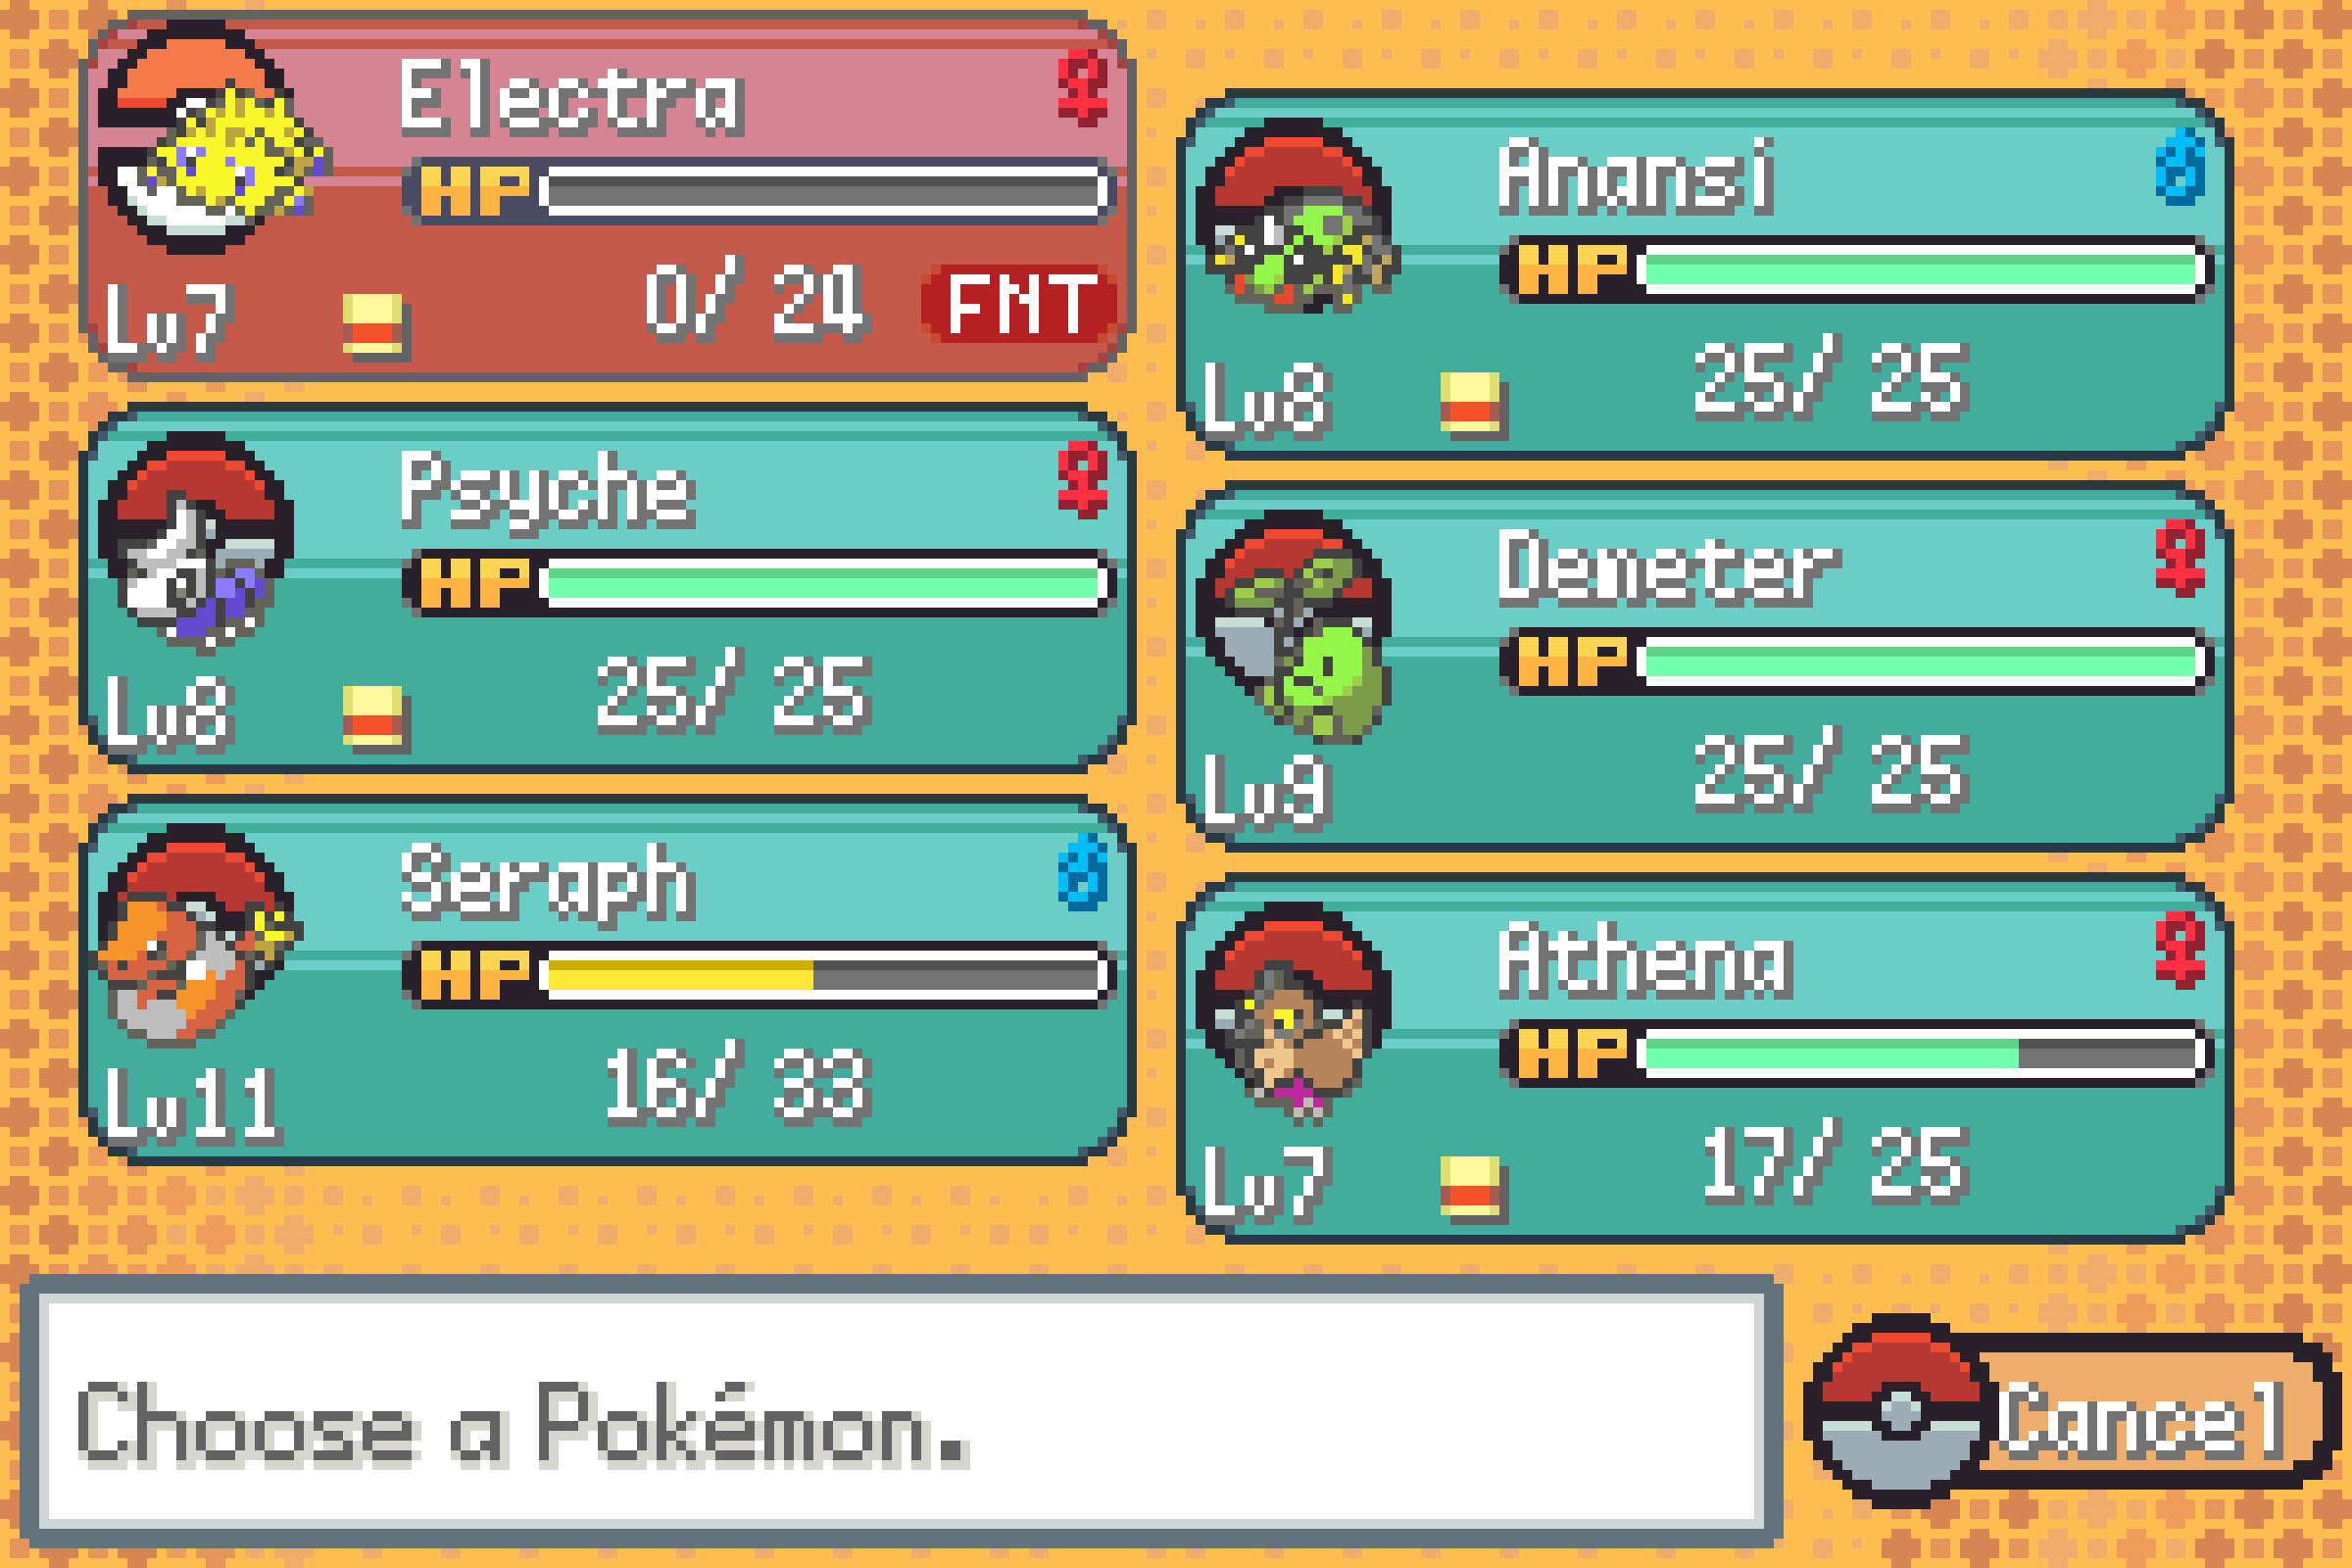 Electra ♀
HP
Lv7 0/ 24 FNT
Anansi ♂
HP
Lv8 25/ 25
Psyche ♀
HP
Lv8 25/ 25
Demeter ♀
HP
Lv9 25/ 25
Seraph ♂
HP
Lv11 16/ 33
Athena ♀
HP
Lv7 17/ 25
Choose a Pokémon.
Cancel